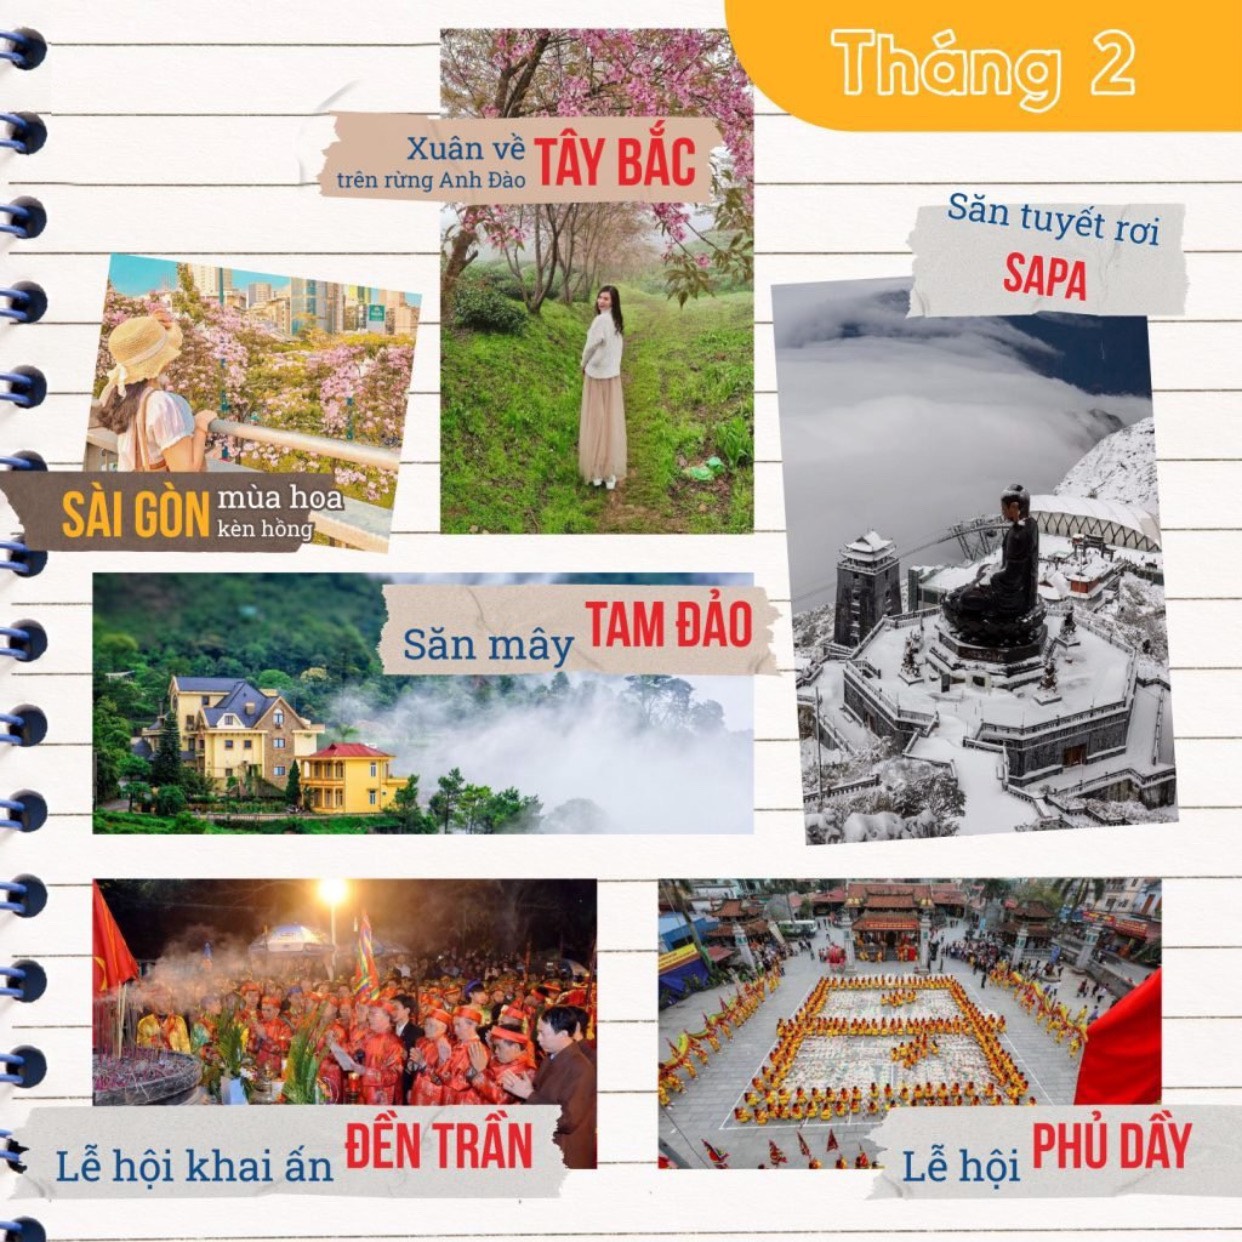 Tháng 2
Xuân về
trên rừng Anh Đào
TÂY BẮC
Săn tuyết rơi
SAPA
SÀI GÒN
mùa hoa
kèn hồng
Săn mây TAM ĐẢO
Lễ hội khai ấn ĐỀN TRẦN
Lễ hội PHỦ DẦY